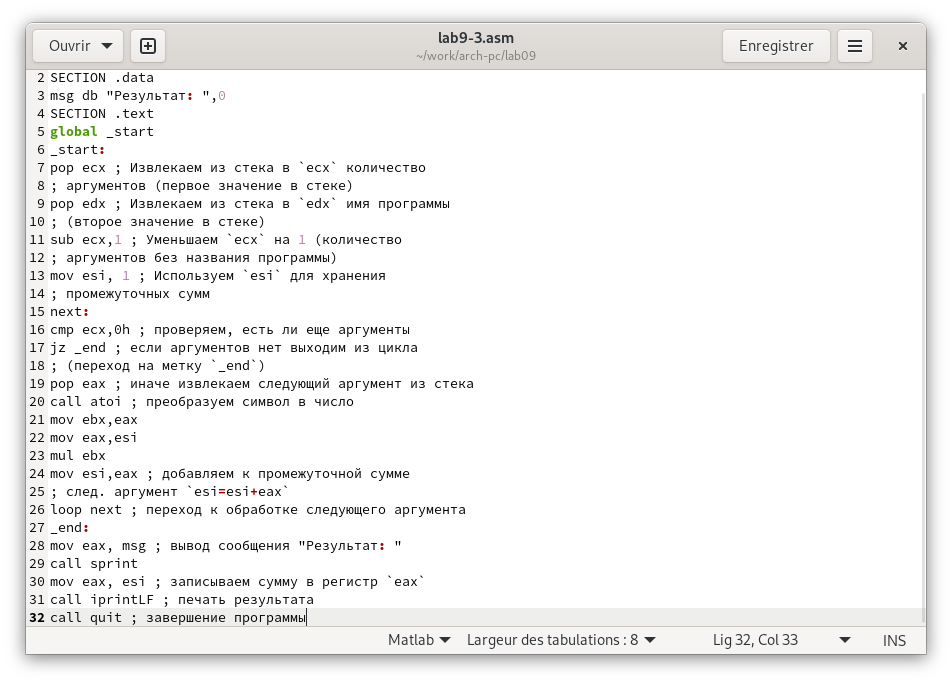 Ouvrir
lab9-3.asm
~/work/arch-pc/lab09
Enregistrer
2 SECTION .data
3 msg db "Результат: ",0
4 SECTION .text
5 global _start
6 _start:
7 pop ecx ; Извлекаем из стека в `ecx` количество
8 ; аргументов (первое значение в стеке)
9 pop edx ; Извлекаем из стека в `edx` имя программы
10 ; (второе значение в стеке)
11 sub ecx,1 ; Уменьшаем `ecx` на 1 (количество
12 ; аргументов без названия программы)
13 mov esi, 1 ; Используем `esi` для хранения
14 ; промежуточных сумм
15 next:
16 cmp ecx,0h ; проверяем, есть ли еще аргументы
17 jz _end ; если аргументов нет выходим из цикла
18 ; (переход на метку `_end`)
19 pop eax ; иначе извлекаем следующий аргумент из стека
20 call atoi ; преобразуем символ в число
21 mov ebx,eax
22 mov eax,esi
23 mul ebx
24 mov esi,eax ; добавляем к промежуточной сумме
25 ; след. аргумент `esi=esi+eax`
26 loop next ; переход к обработке следующего аргумента
27 _end:
28 mov eax, msg ; вывод сообщения "Результат: "
29 call sprint
30 mov eax, esi ; записываем сумму в регистр `eax`
31 call iprintLF ; печать результата
32 call quit ; завершение программы
Matlab Largeur des tabulations : 8 Lig 32, Col 33 INS